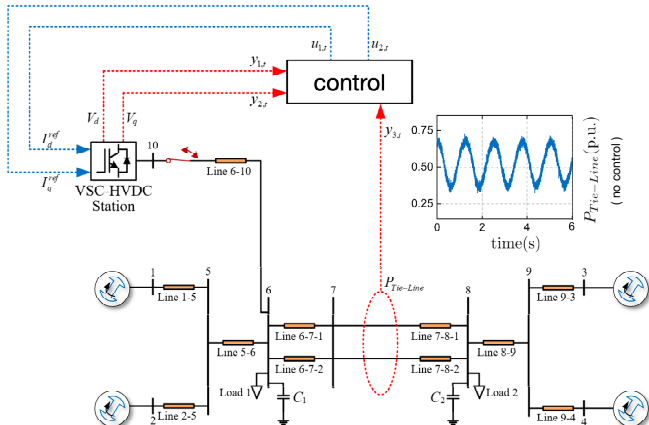 u1,t
u2,t
y1,t
control
y2,t
Vd
Vq
y3,t
Idref
Iqref
10
Line 6-10
VSC-HVDC
Station
0.75
0.50
0.25
0
2
4
6
time(s)
PTie-Line(p.u.)
( no control)
1
5
6
7
8
9
3
Line 1-5
PTie-Line
Line 9-3
Line 6-7-1
Line 7-8-1
Line 5-6
Line 8-9
Line 6-7-2
Line 7-8-2
Load 1
C1
C2
Load 2
2
Line 2-5
Line 9-4
4